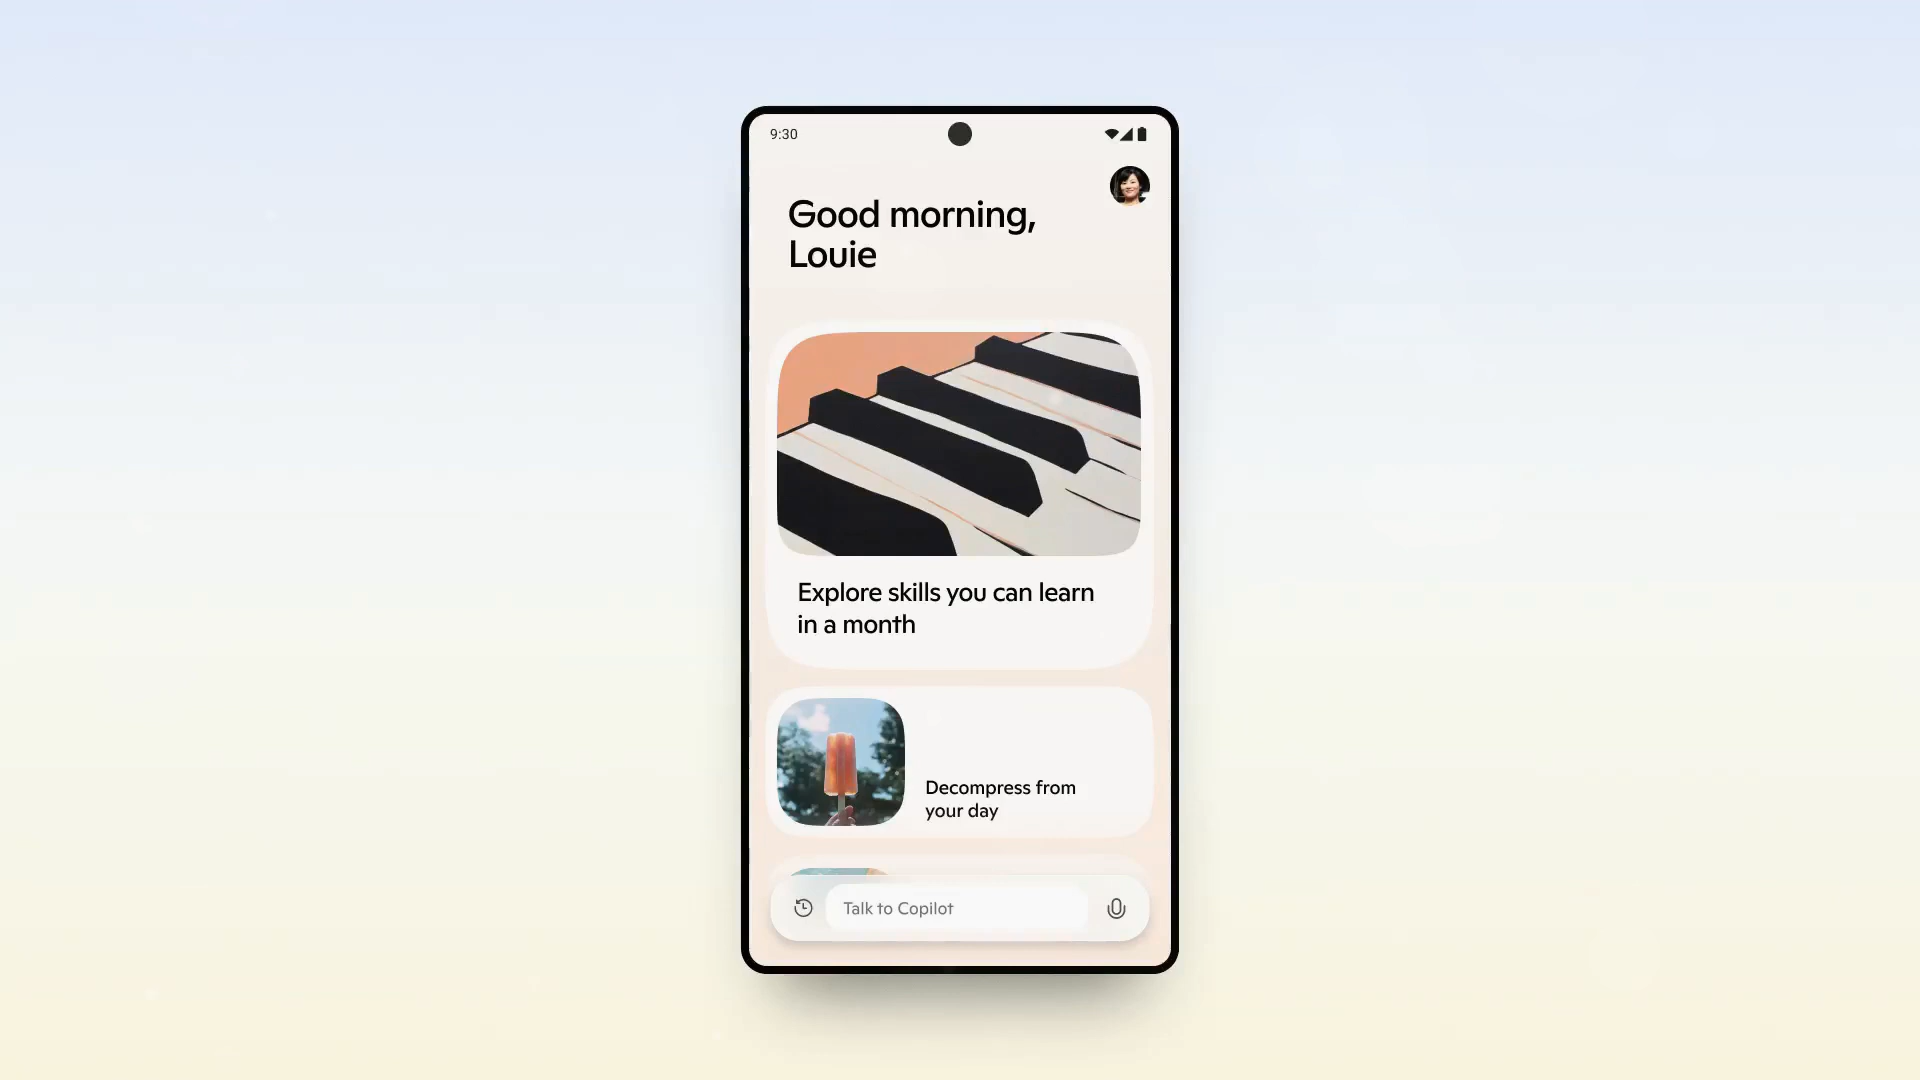 9:30
Good morning,
Louie
Explore skills you can learn
in a month
Decompress from
your day
Talk to Copilot